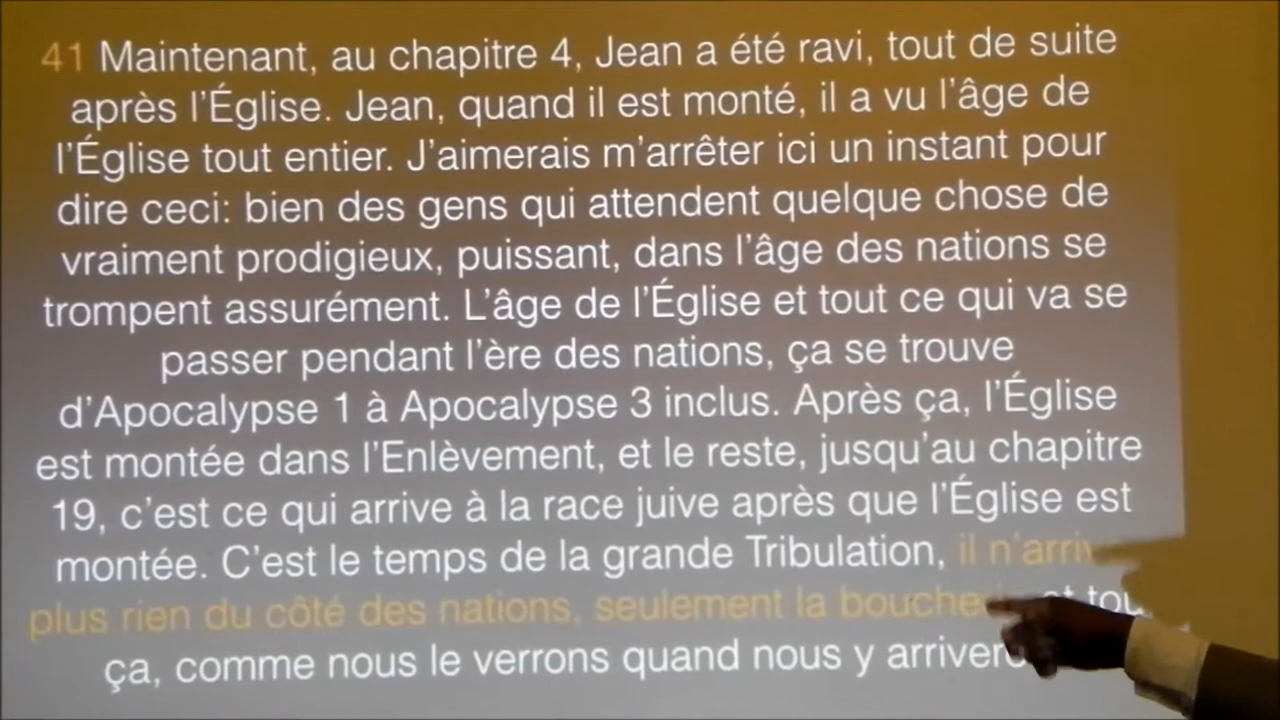 41 Maintenant, au chapitre 4, Jean a été ravi, tout de suite
après l'Église. Jean, quand il est monté, il a vu l'âge de
l'Église tout entier. J'aimerais m'arrêter ici un instant pour
dire ceci: bien des gens qui attendent quelque chose de
vraiment prodigieux, puissant, dans l'âge des nations se
trompent assurément. L'âge de l'Église et tout ce qui va se
passer pendant l'ère des nations, ça se trouve
d'Apocalypse 1 à Apocalypse 3 inclus. Après ça, l'Église
est montée dans l'Enlèvement, et le reste, jusqu'au chapitre
19, c'est ce qui arrive à la race juive après que l'Église est
montée. C'est le temps de la grande Tribulation, il
plus rien du côté des nations, seulement la
ça, comme nous le verrons quand nous y